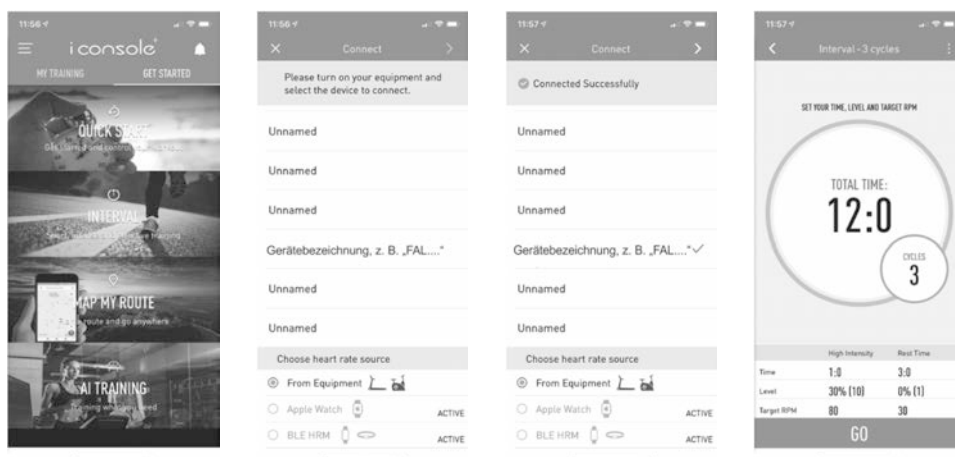 11:56
i console+
MY TRAINING
GET STARTED
QUICK START
INTERVAL
MAP MY ROUTE
route and go anywhere
AI TRAINING
11:56
Connect
Please turn on your equipment and
select the device to connect.
Unnamed
Unnamed
Unnamed
Gerätebezeichnung, z. B. „FAL....“
Unnamed
Unnamed
Choose heart rate source
From Equipment
Apple Watch ACTIVE
BLE HRM ACTIVE
11:57
Connect
Connected Successfully
Unnamed
Unnamed
Unnamed
Gerätebezeichnung, z. B. „FAL....“
Unnamed
Unnamed
Choose heart rate source
From Equipment
Apple Watch ACTIVE
BLE HRM ACTIVE
11:57
Interval - 3 cycles
SET YOUR TIME, LEVEL AND TARGET RPM
TOTAL TIME:
12:0
CYCLES
3
High Intensity Rest Time
Time 1:0 3:0
Level 30% (10) 0% (1)
Target RPM 80 30
GO